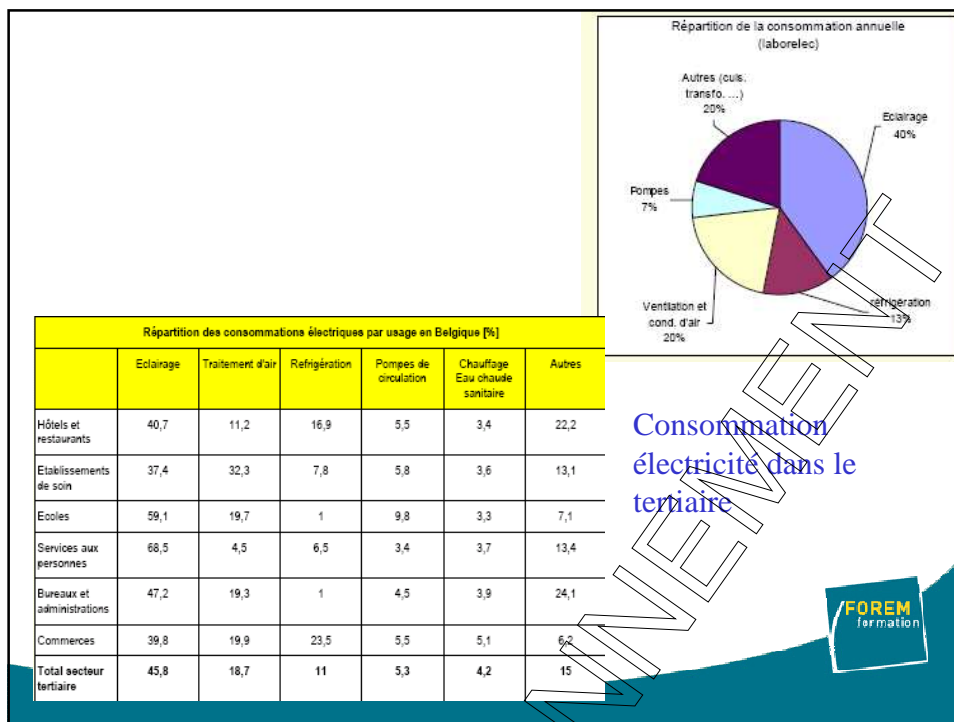 Répartition de la consommation annuelle
(laborelec)
Autres (cuis.
transfo. ...)
20%
Eclairage
40%
Pompes
7%
Ventilation et
cond. d'air
20%
réfrigération
13%
Répartition des consommations électriques par usage en Belgique [%]
Eclairage Traitement d'air Refrigération Pompes de circulation Chauffage Eau chaude sanitaire Autres
Hôtels et restaurants 40,7 11,2 16,9 5,5 3,4 22,2
Etablissements de soin 37,4 32,3 7,8 5,8 3,6 13,1
Ecoles 59,1 19,7 1 9,8 3,3 7,1
Services aux personnes 68,5 4,5 6,5 3,4 3,7 13,4
Bureaux et administrations 47,2 19,3 1 4,5 3,9 24,1
Commerces 39,8 19,9 23,5 5,5 5,1 6,2
Total secteur tertiaire 45,8 18,7 11 5,3 4,2 15
Consommation
électricité dans le
tertiaire
FOREM
formation
NNEMENT